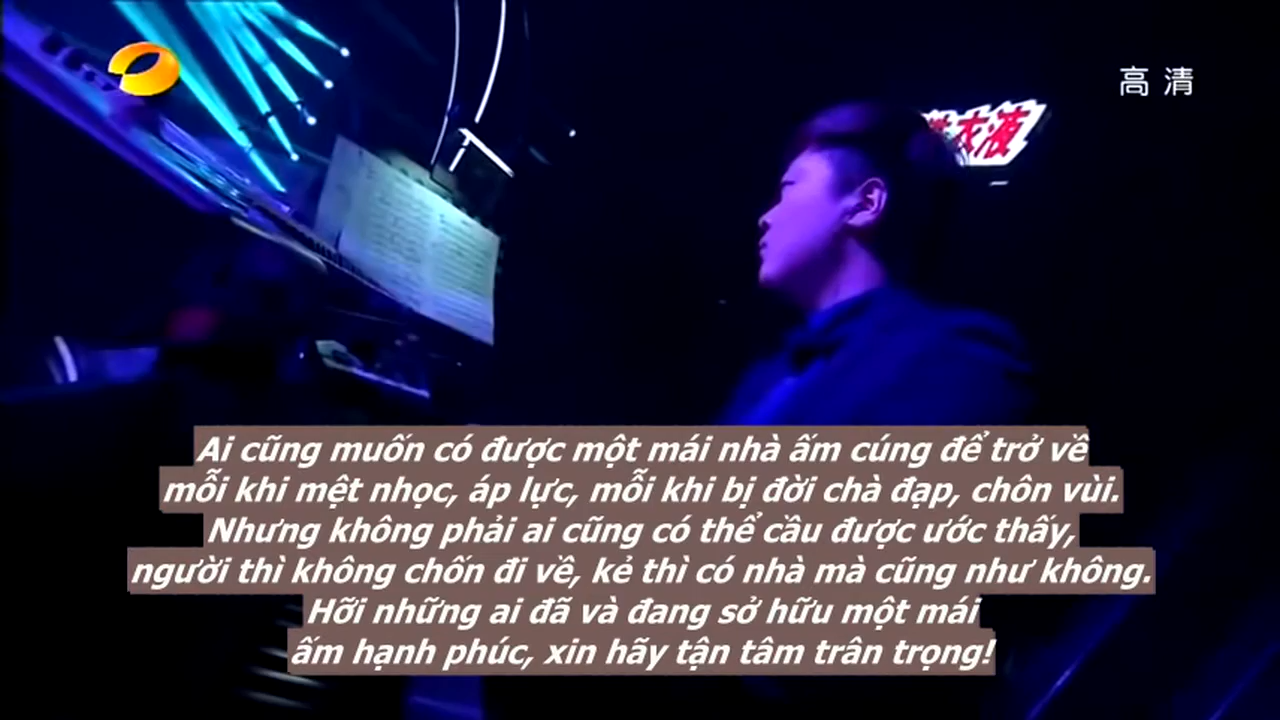 高清
衣液
Ai cũng muốn có được một mái nhà ấm cúng để trở về
mỗi khi mệt nhọc, áp lực, mỗi khi bị đời chà đạp, chôn vùi.
Nhưng không phải ai cũng có thể cầu được ước thấy,
người thì không chốn đi về, kẻ thì có nhà mà cũng như không.
Hỡi những ai đã và đang sở hữu một mái
ấm hạnh phúc, xin hãy tận tâm trân trọng!